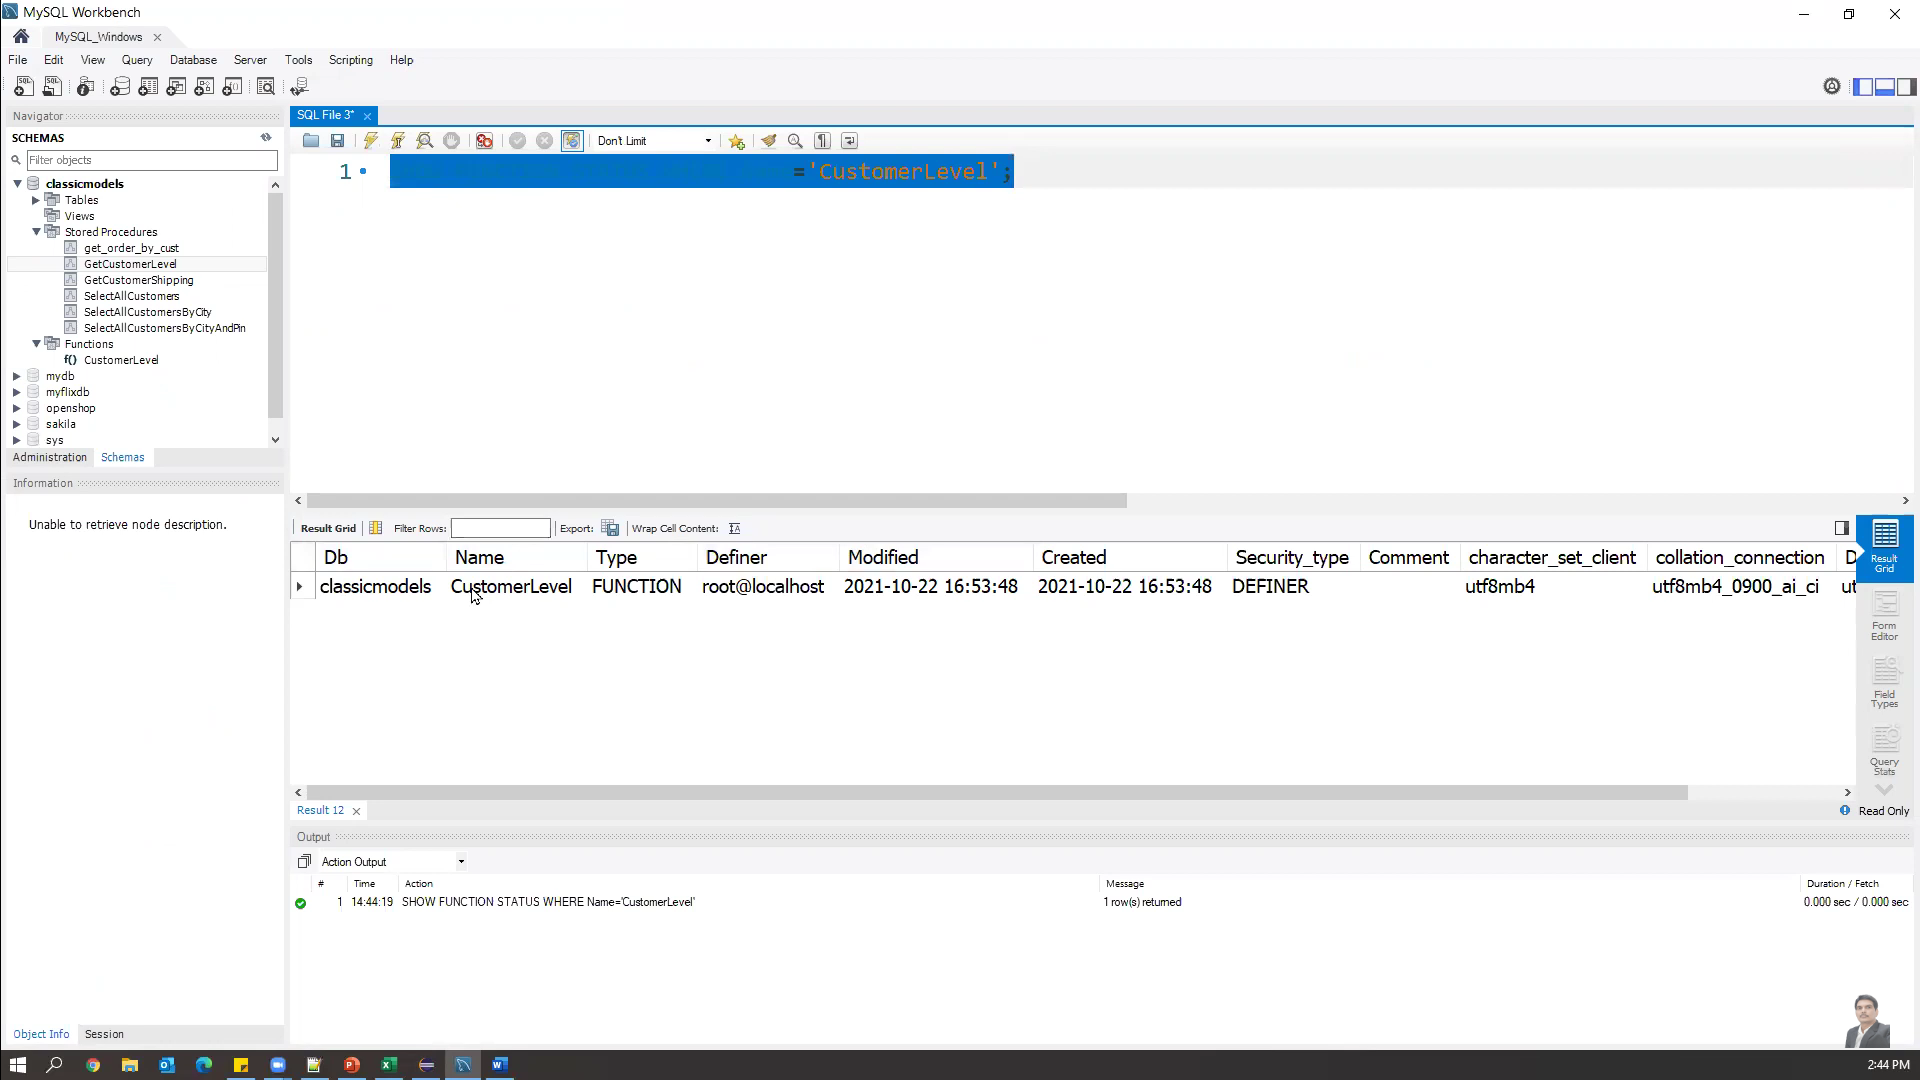 MySQL Workbench
MySQL_Windows
File Edit View Query Database Server Tools Scripting Help
Navigator
SCHEMAS
Filter objects
classicmodels
Tables
Views
Stored Procedures
get_order_by_cust
GetCustomerLevel
GetCustomerShipping
SelectAllCustomers
SelectAllCustomersByCity
SelectAllCustomersByCityAndPin
Functions
f() CustomerLevel
mydb
myflixdb
openshop
sakila
sys
Administration Schemas
Information
Unable to retrieve node description.
Object Info Session
SQL File 3*
Don't Limit
1 ='CustomerLevel';
Result Grid Filter Rows: Export: Wrap Cell Content:
Db Name Type Definer Modified Created Security_type Comment character_set_client collation_connection D
classicmodels CustomerLevel FUNCTION root@localhost 2021-10-22 16:53:48 2021-10-22 16:53:48 DEFINER utf8mb4 utf8mb4_0900_ai_ci ut
Result Grid
Form Editor
Field Types
Query Stats
Result 12
Read Only
Output
Action Output
# Time Action Message Duration / Fetch
1 14:44:19 SHOW FUNCTION STATUS WHERE Name='CustomerLevel' 1 row(s) returned 0.000 sec / 0.000 sec
2:44 PM